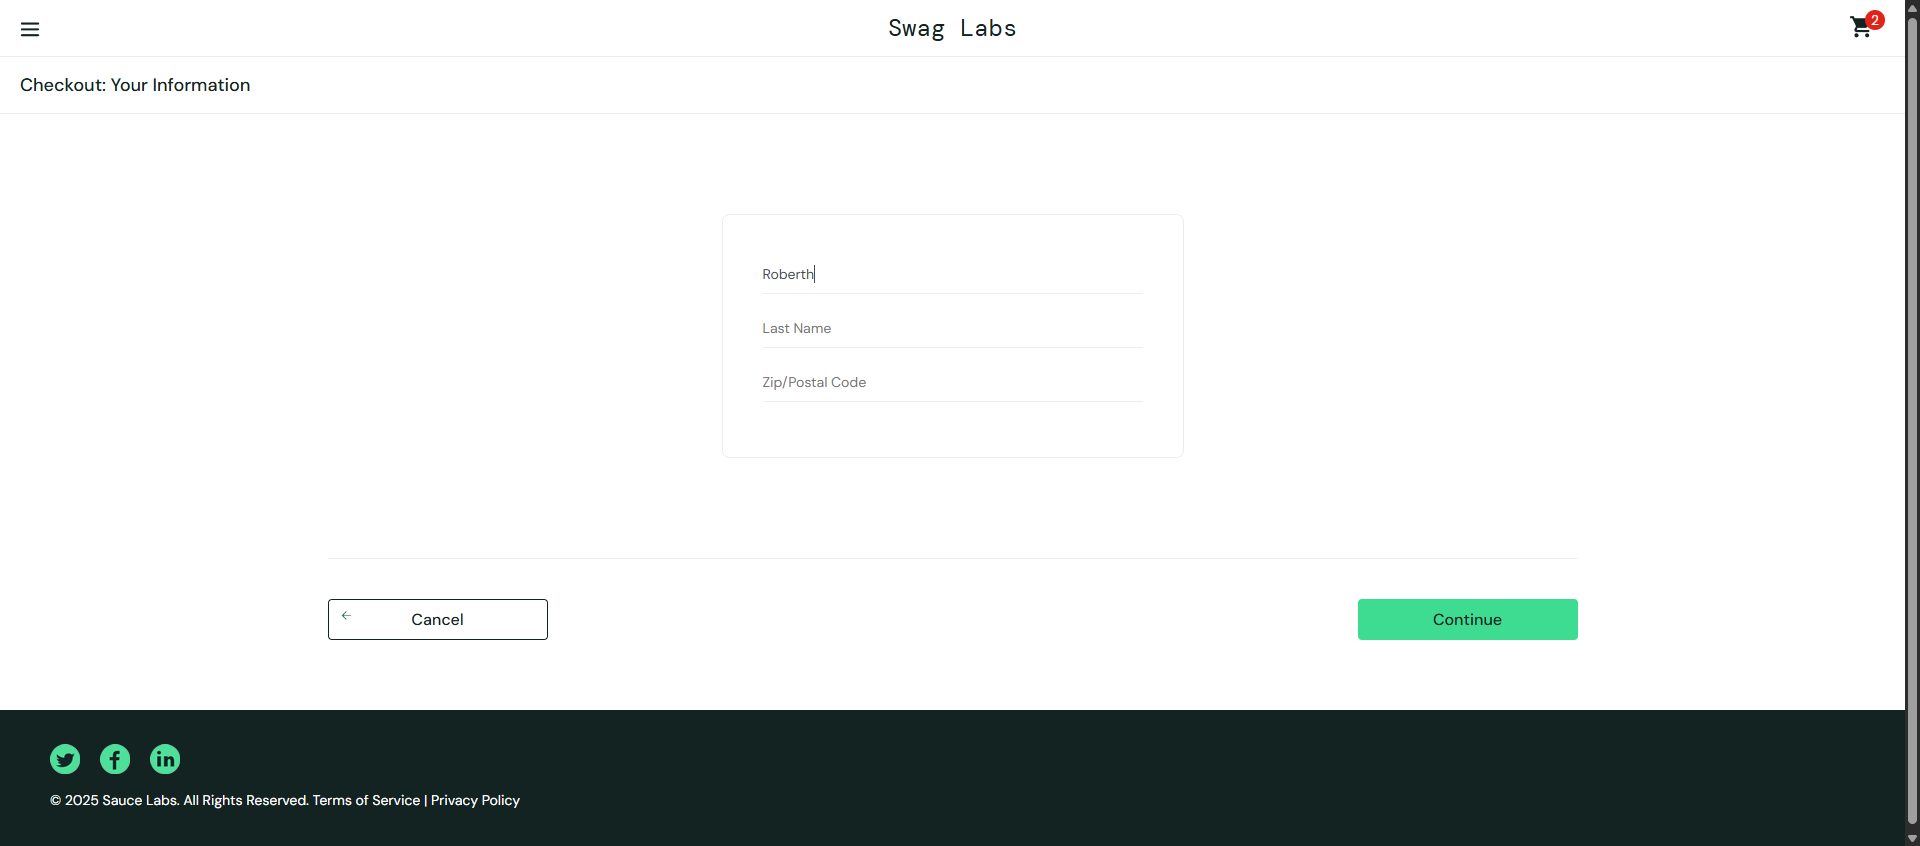 Swag Labs
2
Checkout: Your Information
Roberth
Last Name
Zip/Postal Code
Cancel
Continue
© 2025 Sauce Labs. All Rights Reserved. Terms of Service | Privacy Policy